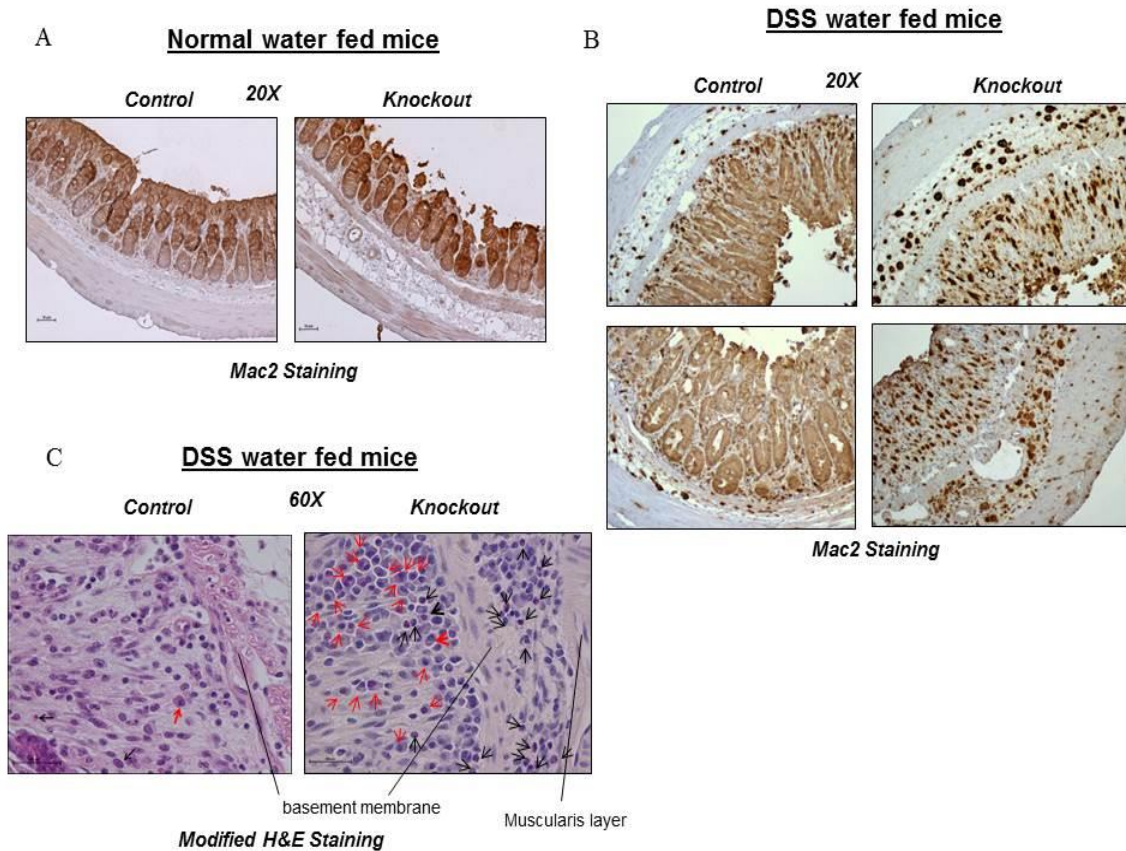 A
Normal water fed mice
Control 20X Knockout
Mac2 Staining
B
DSS water fed mice
Control 20X Knockout
Mac2 Staining
C
DSS water fed mice
Control 60X Knockout
basement membrane
Muscularis layer
Modified H&E Staining